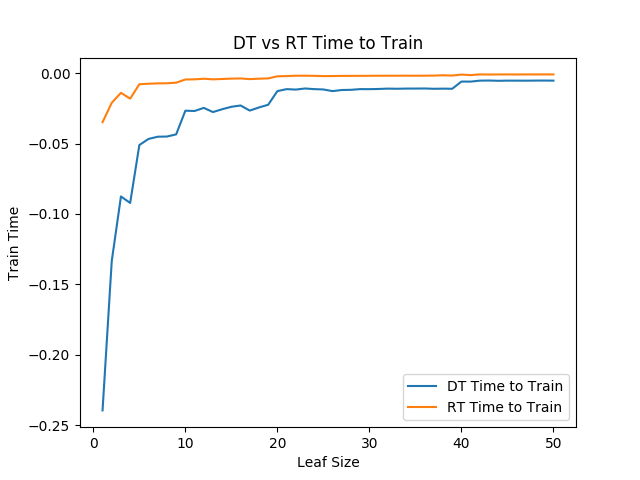 DT vs RT Time to Train
Train Time
0.00
−0.05
−0.10
−0.15
−0.20
−0.25
0 10 20 30 40 50
Leaf Size
DT Time to Train
RT Time to Train